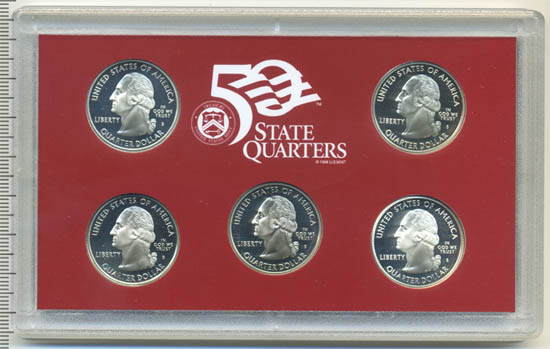 50
TM
STATE
QUARTERS
© 1998 U.S. MINT
UNITED STATES OF AMERICA
LIBERTY
IN
GOD WE
TRUST
S
QUARTER DOLLAR
UNITED STATES OF AMERICA
LIBERTY
IN
GOD WE
TRUST
S
QUARTER DOLLAR
UNITED STATES OF AMERICA
LIBERTY
IN
GOD WE
TRUST
S
QUARTER DOLLAR
UNITED STATES OF AMERICA
LIBERTY
IN
GOD WE
TRUST
S
QUARTER DOLLAR
UNITED STATES OF AMERICA
LIBERTY
IN
GOD WE
TRUST
S
QUARTER DOLLAR